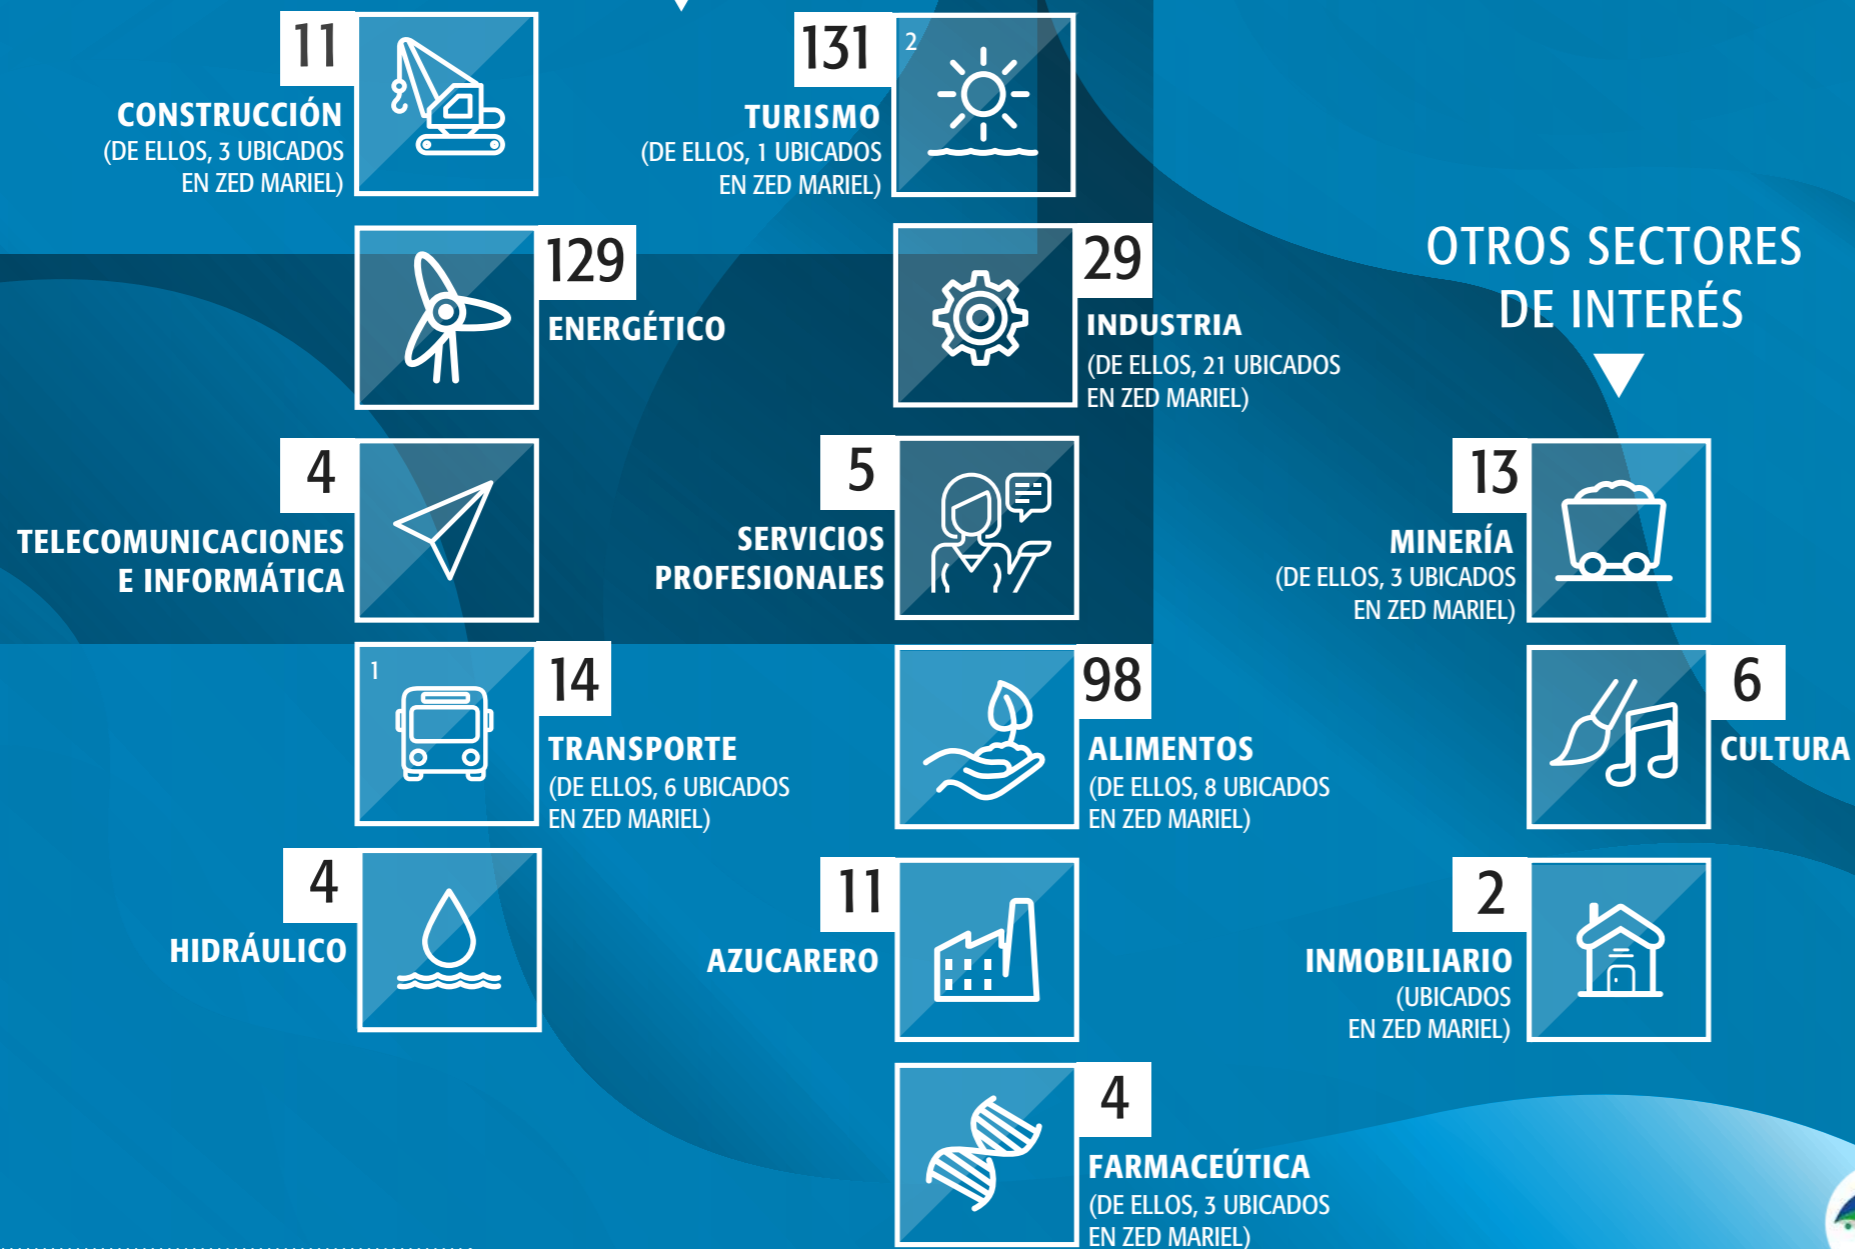 11
CONSTRUCCIÓN
(DE ELLOS, 3 UBICADOS
EN ZED MARIEL)
131
2
TURISMO
(DE ELLOS, 1 UBICADOS
EN ZED MARIEL)
129
ENERGÉTICO
29
INDUSTRIA
(DE ELLOS, 21 UBICADOS
EN ZED MARIEL)
4
TELECOMUNICACIONES
E INFORMÁTICA
5
SERVICIOS
PROFESIONALES
1
14
TRANSPORTE
(DE ELLOS, 6 UBICADOS
EN ZED MARIEL)
98
ALIMENTOS
(DE ELLOS, 8 UBICADOS
EN ZED MARIEL)
4
HIDRÁULICO
11
AZUCARERO
4
FARMACEÚTICA
(DE ELLOS, 3 UBICADOS
EN ZED MARIEL)
OTROS SECTORES
DE INTERÉS
13
MINERÍA
(DE ELLOS, 3 UBICADOS
EN ZED MARIEL)
6
CULTURA
2
INMOBILIARIO
(UBICADOS
EN ZED MARIEL)